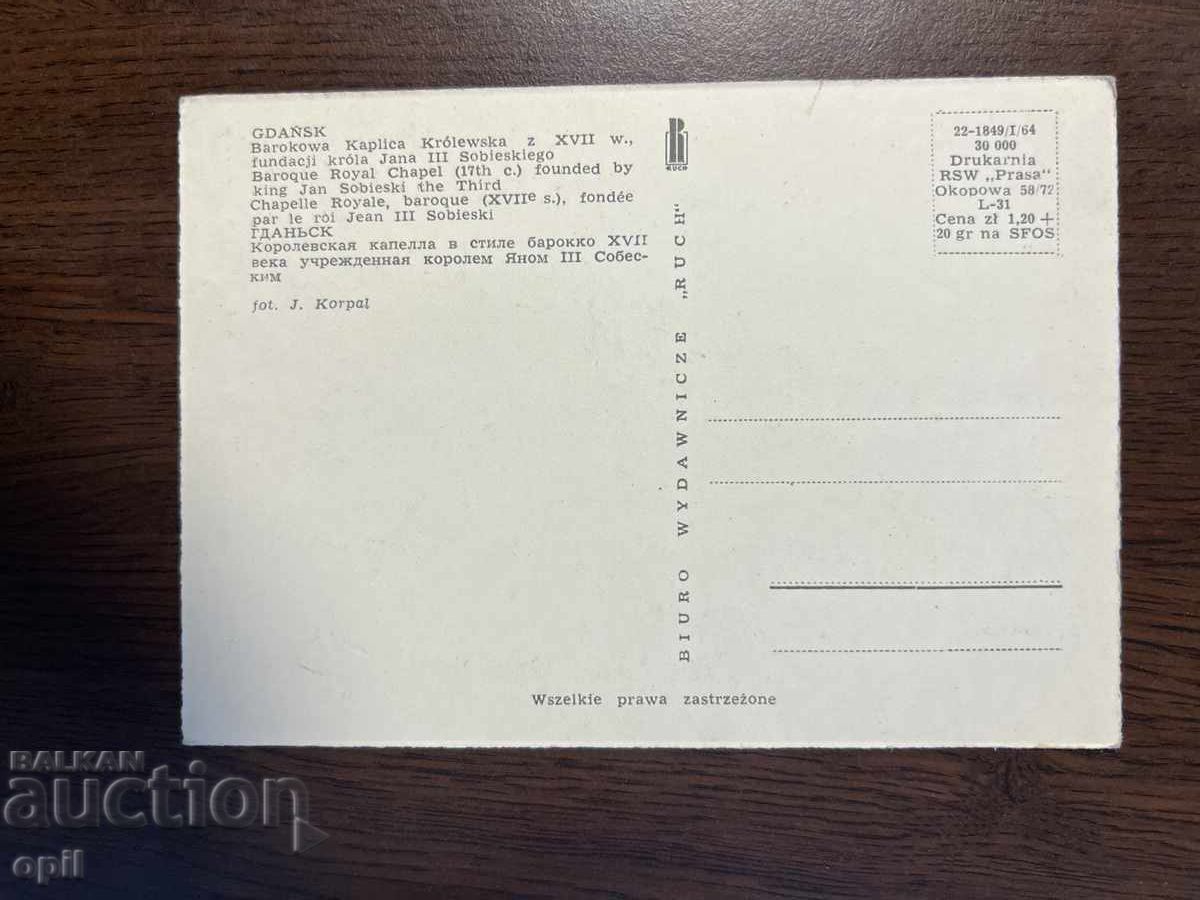 GDAŃSK
Barokowa Kaplica Królewska z XVII w.,
fundacji króla Jana III Sobieskiego
Baroque Royal Chapel (17th c.) founded by
king Jan Sobieski the Third
Chapelle Royale, baroque (XVIIe s.), fondée
par le roi Jean III Sobieski
ГДАНЬСК
Королевская капелла в стиле барокко XVII
века учрежденная королем Яном III Собес-
ким
fot. J. Korpal
RUCH
BIURO WYDAWNICZE „RUCH"
22-1849/I/64
30 000
Drukarnia
RSW „Prasa"
Okopowa 58/72
L-31
Cena zł 1,20 +
20 gr na SFOS
Wszelkie prawa zastrzeżone
BALKAN
auction
opil